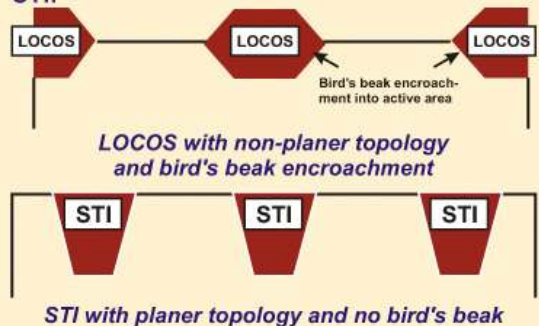 LOCOS
LOCOS
LOCOS
Bird's beak encroach-
ment into active area
LOCOS with non-planer topology
and bird's beak encroachment
STI
STI
STI
STI with planer topology and no bird's beak